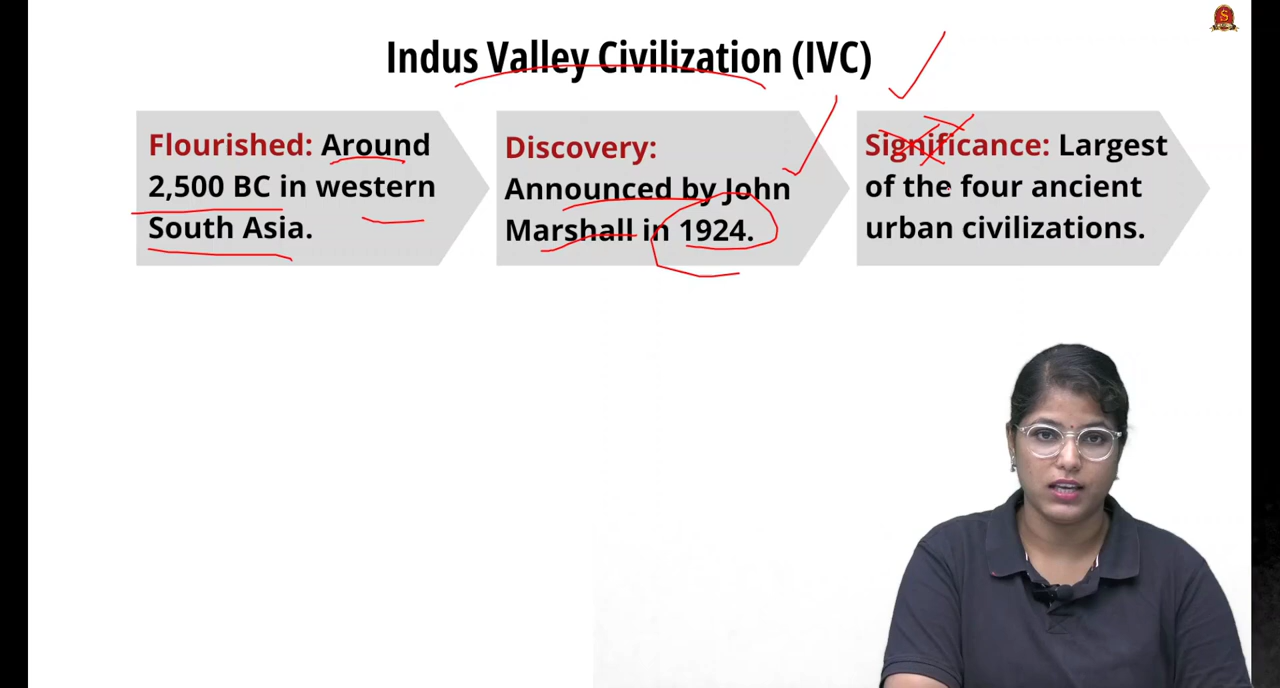 Indus Valley Civilization (IVC)
Flourished: Around
2,500 BC in western
South Asia.
Discovery:
Announced by John
Marshall in 1924.
Significance: Largest
of the four ancient
urban civilizations.